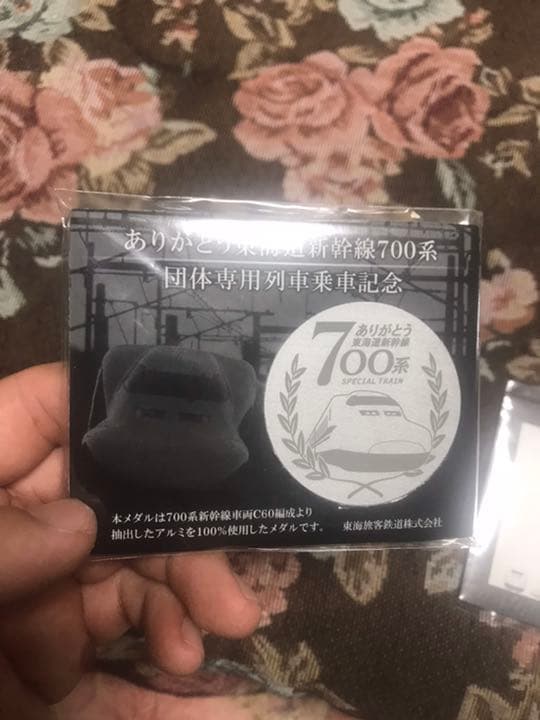 ありがとう東海道新幹線700系
団体専用列車乗車記念
ありがとう
東海道新幹線
700系
SPECIAL TRAIN
本メダルは700系新幹線車両C60編成より
抽出したアルミを100%使用したメダルです。
東海旅客鉄道株式会社